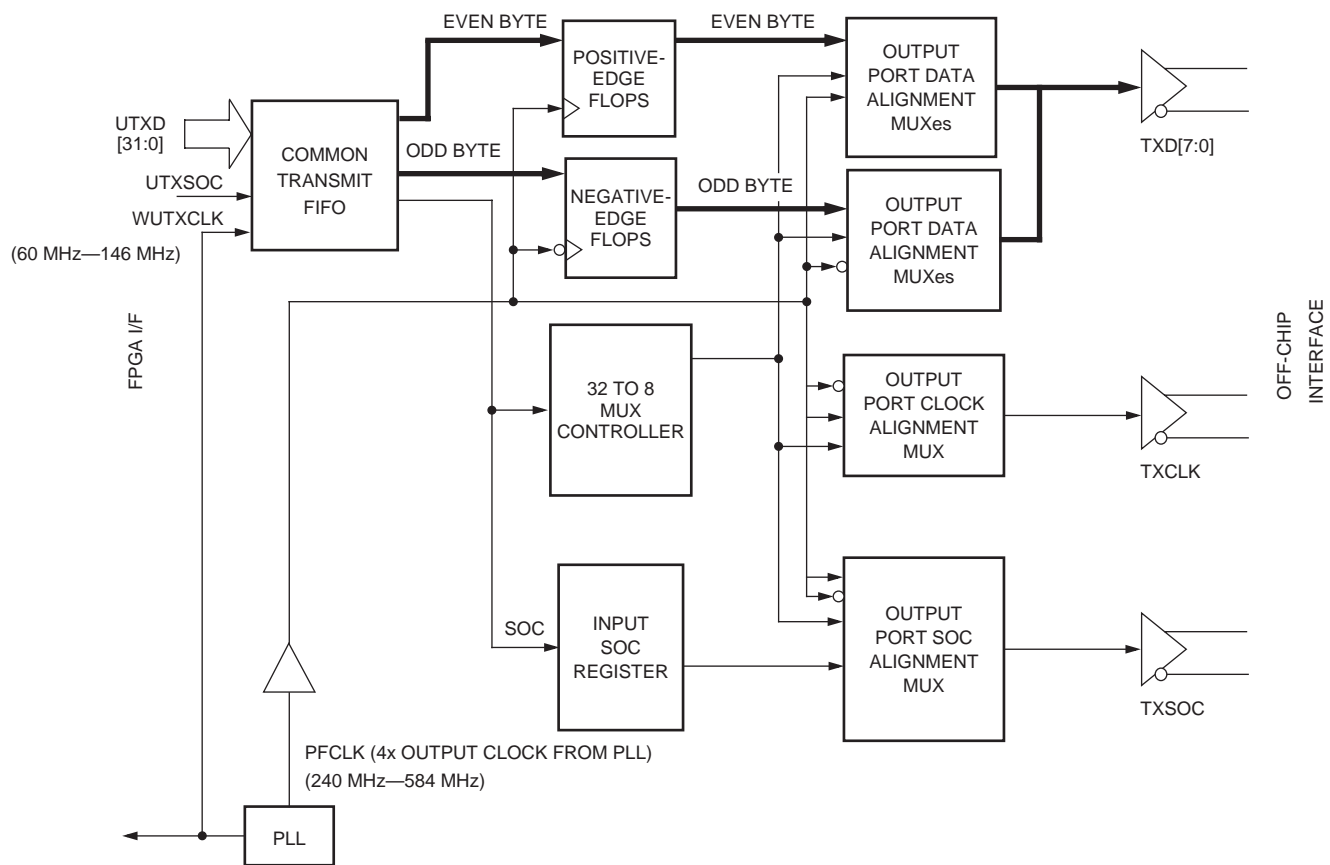 EVEN BYTE
EVEN BYTE
POSITIVE-
EDGE
FLOPS
OUTPUT
PORT DATA
ALIGNMENT
MUXes
UTXD
[31:0]
COMMON
TRANSMIT
FIFO
ODD BYTE
TXD[7:0]
UTXSOC
WUTXCLK
(60 MHz—146 MHz)
NEGATIVE-
EDGE
FLOPS
ODD BYTE
OUTPUT
PORT DATA
ALIGNMENT
MUXes
FPGA I/F
OFF-CHIP
INTERFACE
32 TO 8
MUX
CONTROLLER
OUTPUT
PORT CLOCK
ALIGNMENT
MUX
TXCLK
SOC
INPUT
SOC
REGISTER
OUTPUT
PORT SOC
ALIGNMENT
MUX
TXSOC
PFCLK (4x OUTPUT CLOCK FROM PLL)
(240 MHz—584 MHz)
PLL